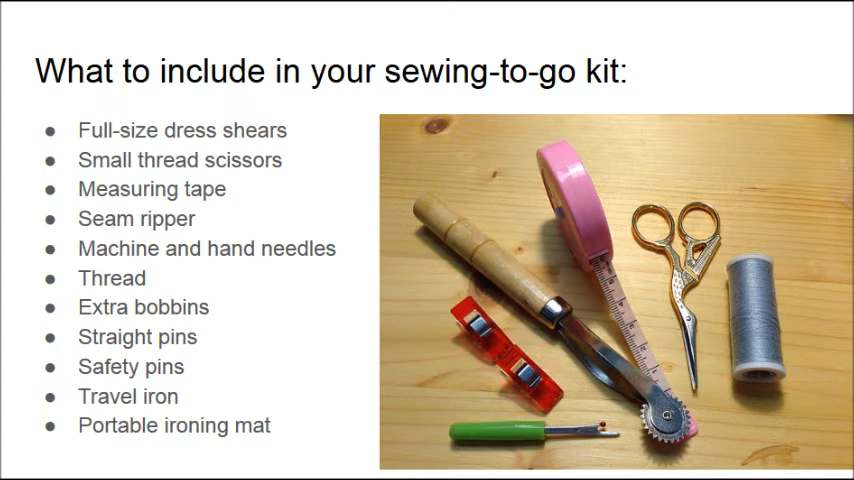 What to include in your sewing-to-go kit:
● Full-size dress shears
● Small thread scissors
● Measuring tape
● Seam ripper
● Machine and hand needles
● Thread
● Extra bobbins
● Straight pins
● Safety pins
● Travel iron
● Portable ironing mat